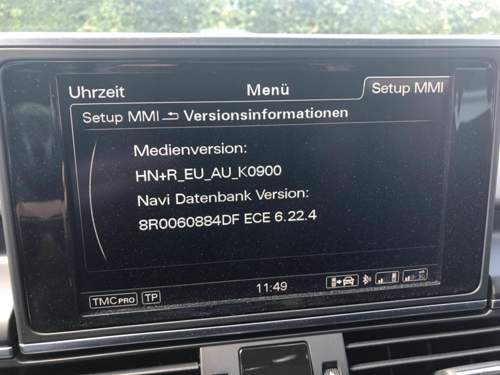 Uhrzeit Menü Setup MMI
Setup MMI Versionsinformationen
Medienversion:
HN+R_EU_AU_K0900
Navi Datenbank Version:
8R0060884DF ECE 6.22.4
TMC PRO TP 11:49